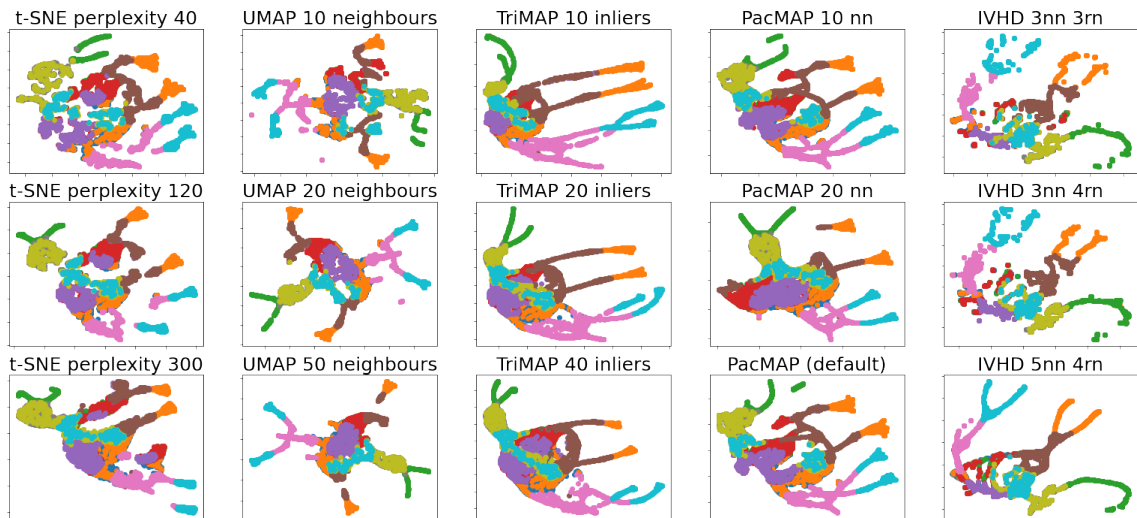 t-SNE perplexity 40
UMAP 10 neighbours
TriMAP 10 inliers
PacMAP 10 nn
IVHD 3nn 3rn
t-SNE perplexity 120
UMAP 20 neighbours
TriMAP 20 inliers
PacMAP 20 nn
IVHD 3nn 4rn
t-SNE perplexity 300
UMAP 50 neighbours
TriMAP 40 inliers
PacMAP (default)
IVHD 5nn 4rn